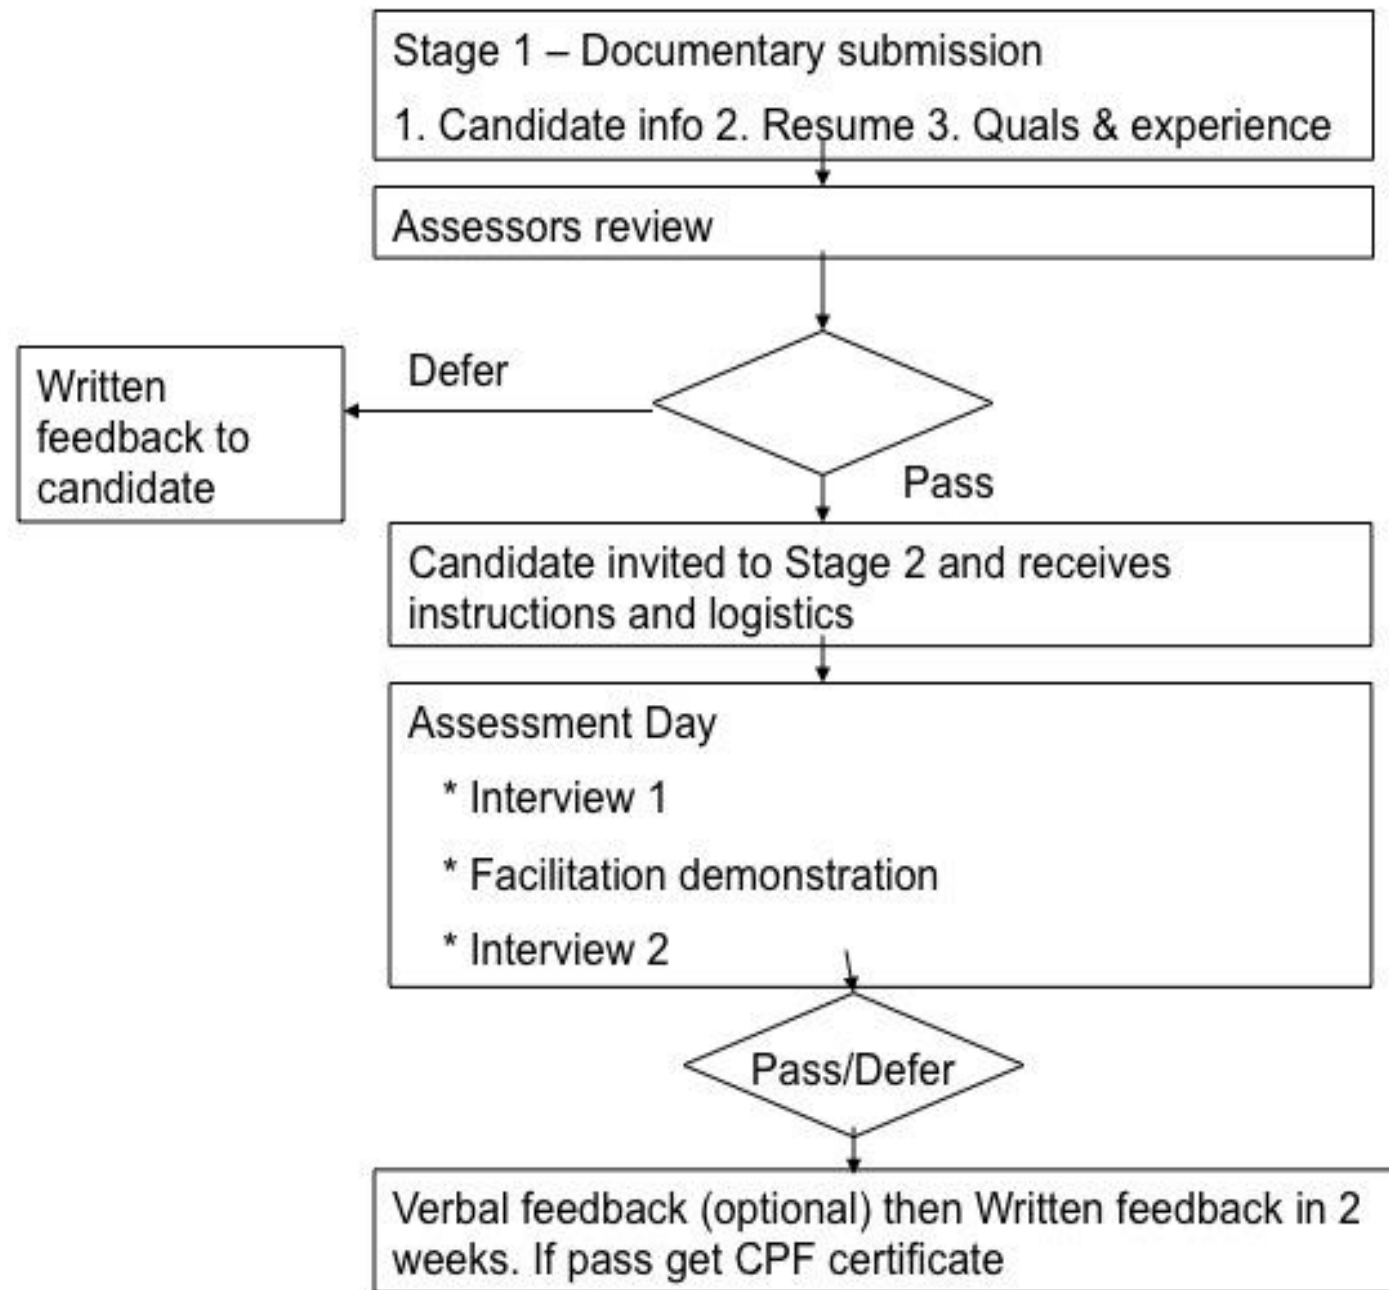 Stage 1 – Documentary submission
1. Candidate info 2. Resume 3. Quals & experience
Assessors review
Defer
Written
feedback to
candidate
Pass
Candidate invited to Stage 2 and receives
instructions and logistics
Assessment Day
* Interview 1
* Facilitation demonstration
* Interview 2
Pass/Defer
Verbal feedback (optional) then Written feedback in 2
weeks. If pass get CPF certificate